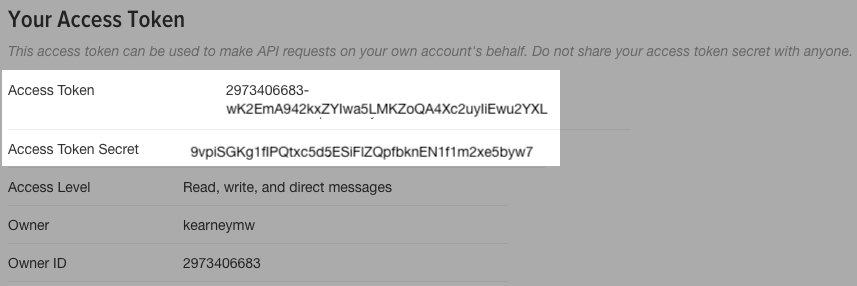 Your Access Token
This access token can be used to make API requests on your own account's behalf. Do not share your access token secret with anyone.
Access Token 2973406683-
Access Token Secret
Access Level Read, write, and direct messages
Owner kearneymw
Owner ID 2973406683